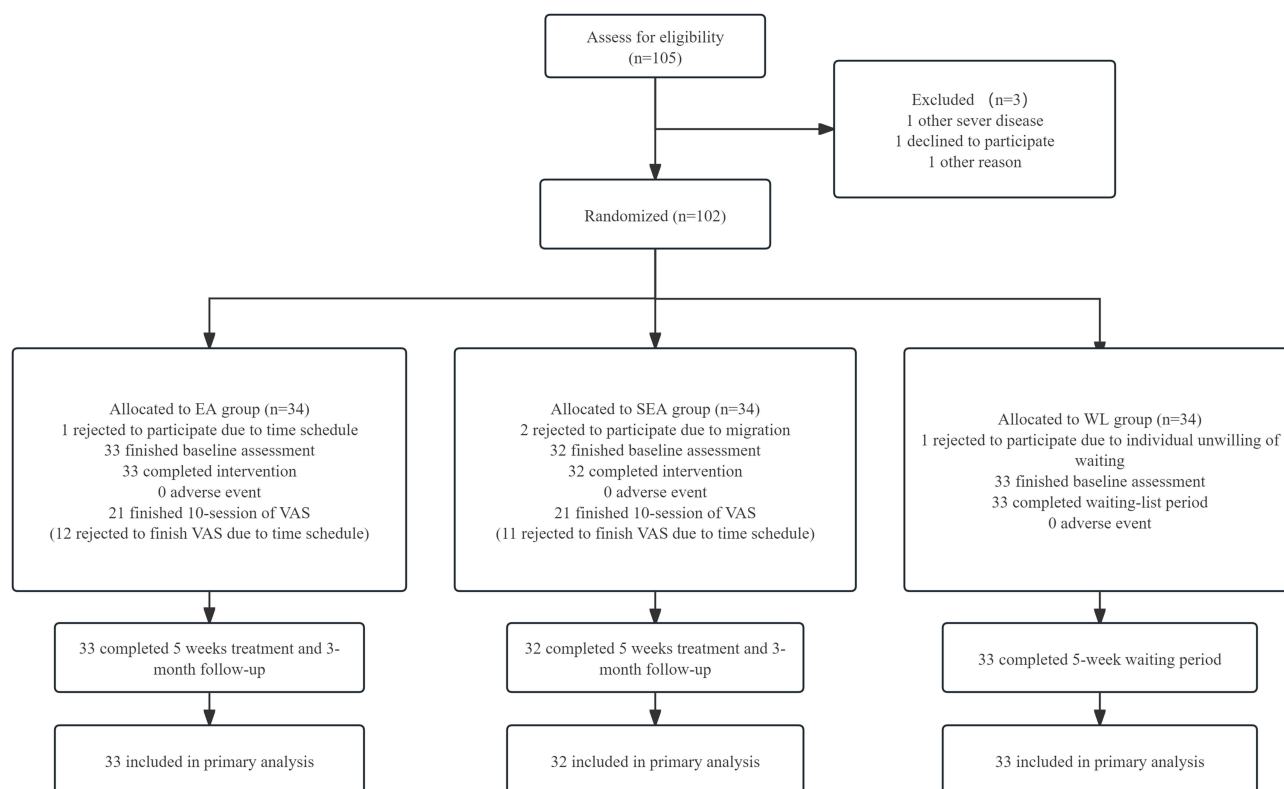 Assess for eligibility
(n=105)
Excluded （n=3）
1 other sever disease
1 declined to participate
1 other reason
Randomized (n=102)
Allocated to EA group (n=34)
1 rejected to participate due to time schedule
33 finished baseline assessment
33 completed intervention
0 adverse event
21 finished 10-session of VAS
(12 rejected to finish VAS due to time schedule)
Allocated to SEA group (n=34)
2 rejected to participate due to migration
32 finished baseline assessment
32 completed intervention
0 adverse event
21 finished 10-session of VAS
(11 rejected to finish VAS due to time schedule)
Allocated to WL group (n=34)
1 rejected to participate due to individual unwilling of
waiting
33 finished baseline assessment
33 completed waiting-list period
0 adverse event
33 completed 5 weeks treatment and 3-
month follow-up
32 completed 5 weeks treatment and 3-
month follow-up
33 completed 5-week waiting period
33 included in primary analysis
32 included in primary analysis
33 included in primary analysis